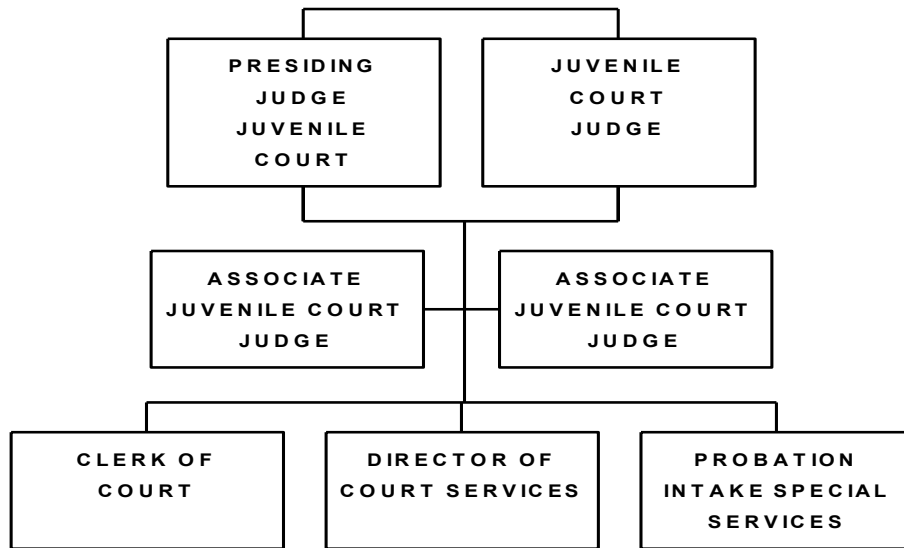 PRESIDING
JUDGE
JUVENILE
COURT
JUVENILE
COURT
JUDGE
ASSOCIATE
JUVENILE COURT
JUDGE
ASSOCIATE
JUVENILE COURT
JUDGE
CLERK OF
COURT
DIRECTOR OF
COURT SERVICES
PROBATION
INTAKE SPECIAL
SERVICES